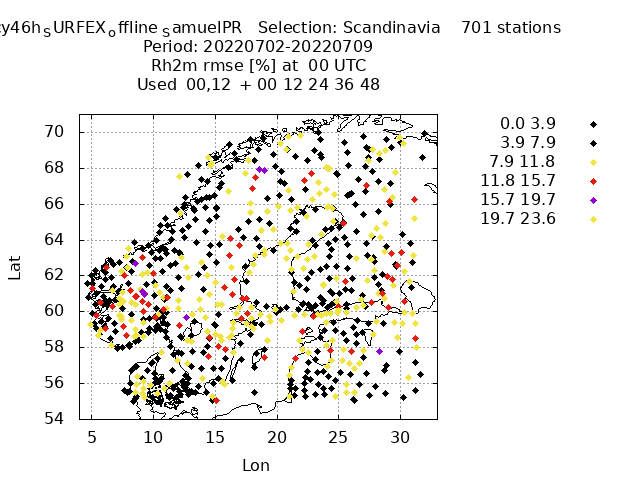 cy46h_sURFEX_offline_samuelPR Selection: Scandinavia 701 stations
Period: 20220702-20220709
Rh2m rmse [%] at 00 UTC
Used 00,12 + 00 12 24 36 48
70
68
66
64
62
60
58
56
54
5 10 15 20 25 30
Lat
Lon
0.0 3.9
3.9 7.9
7.9 11.8
11.8 15.7
15.7 19.7
19.7 23.6